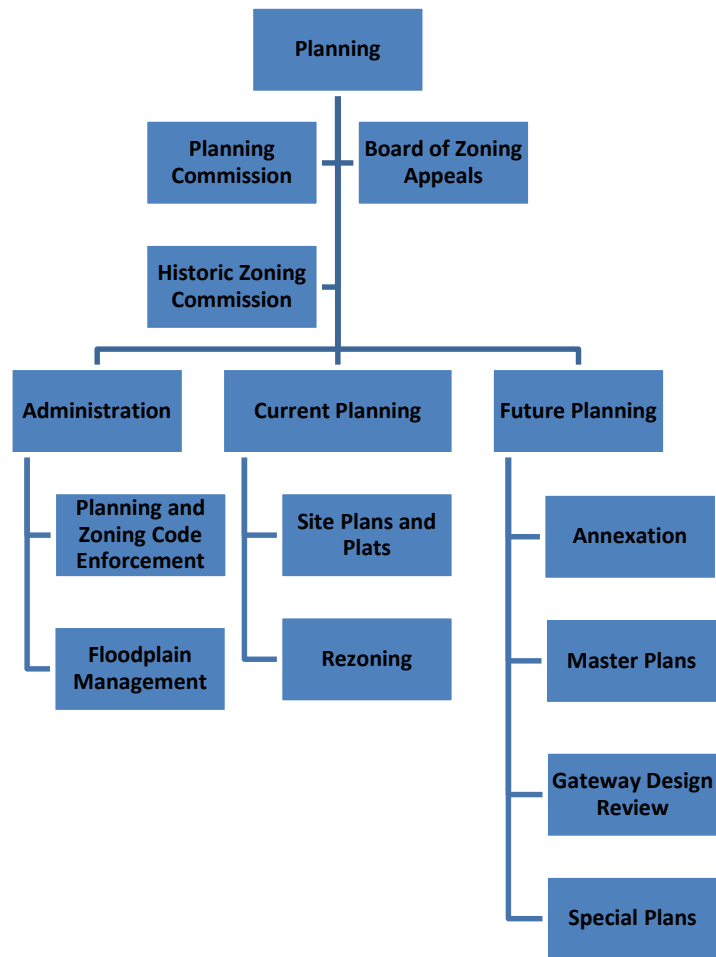 Planning
Planning
Commission
Board of Zoning
Appeals
Historic Zoning
Commission
Administration
Current Planning
Future Planning
Planning and
Zoning Code
Enforcement
Floodplain
Management
Site Plans and
Plats
Rezoning
Annexation
Master Plans
Gateway Design
Review
Special Plans